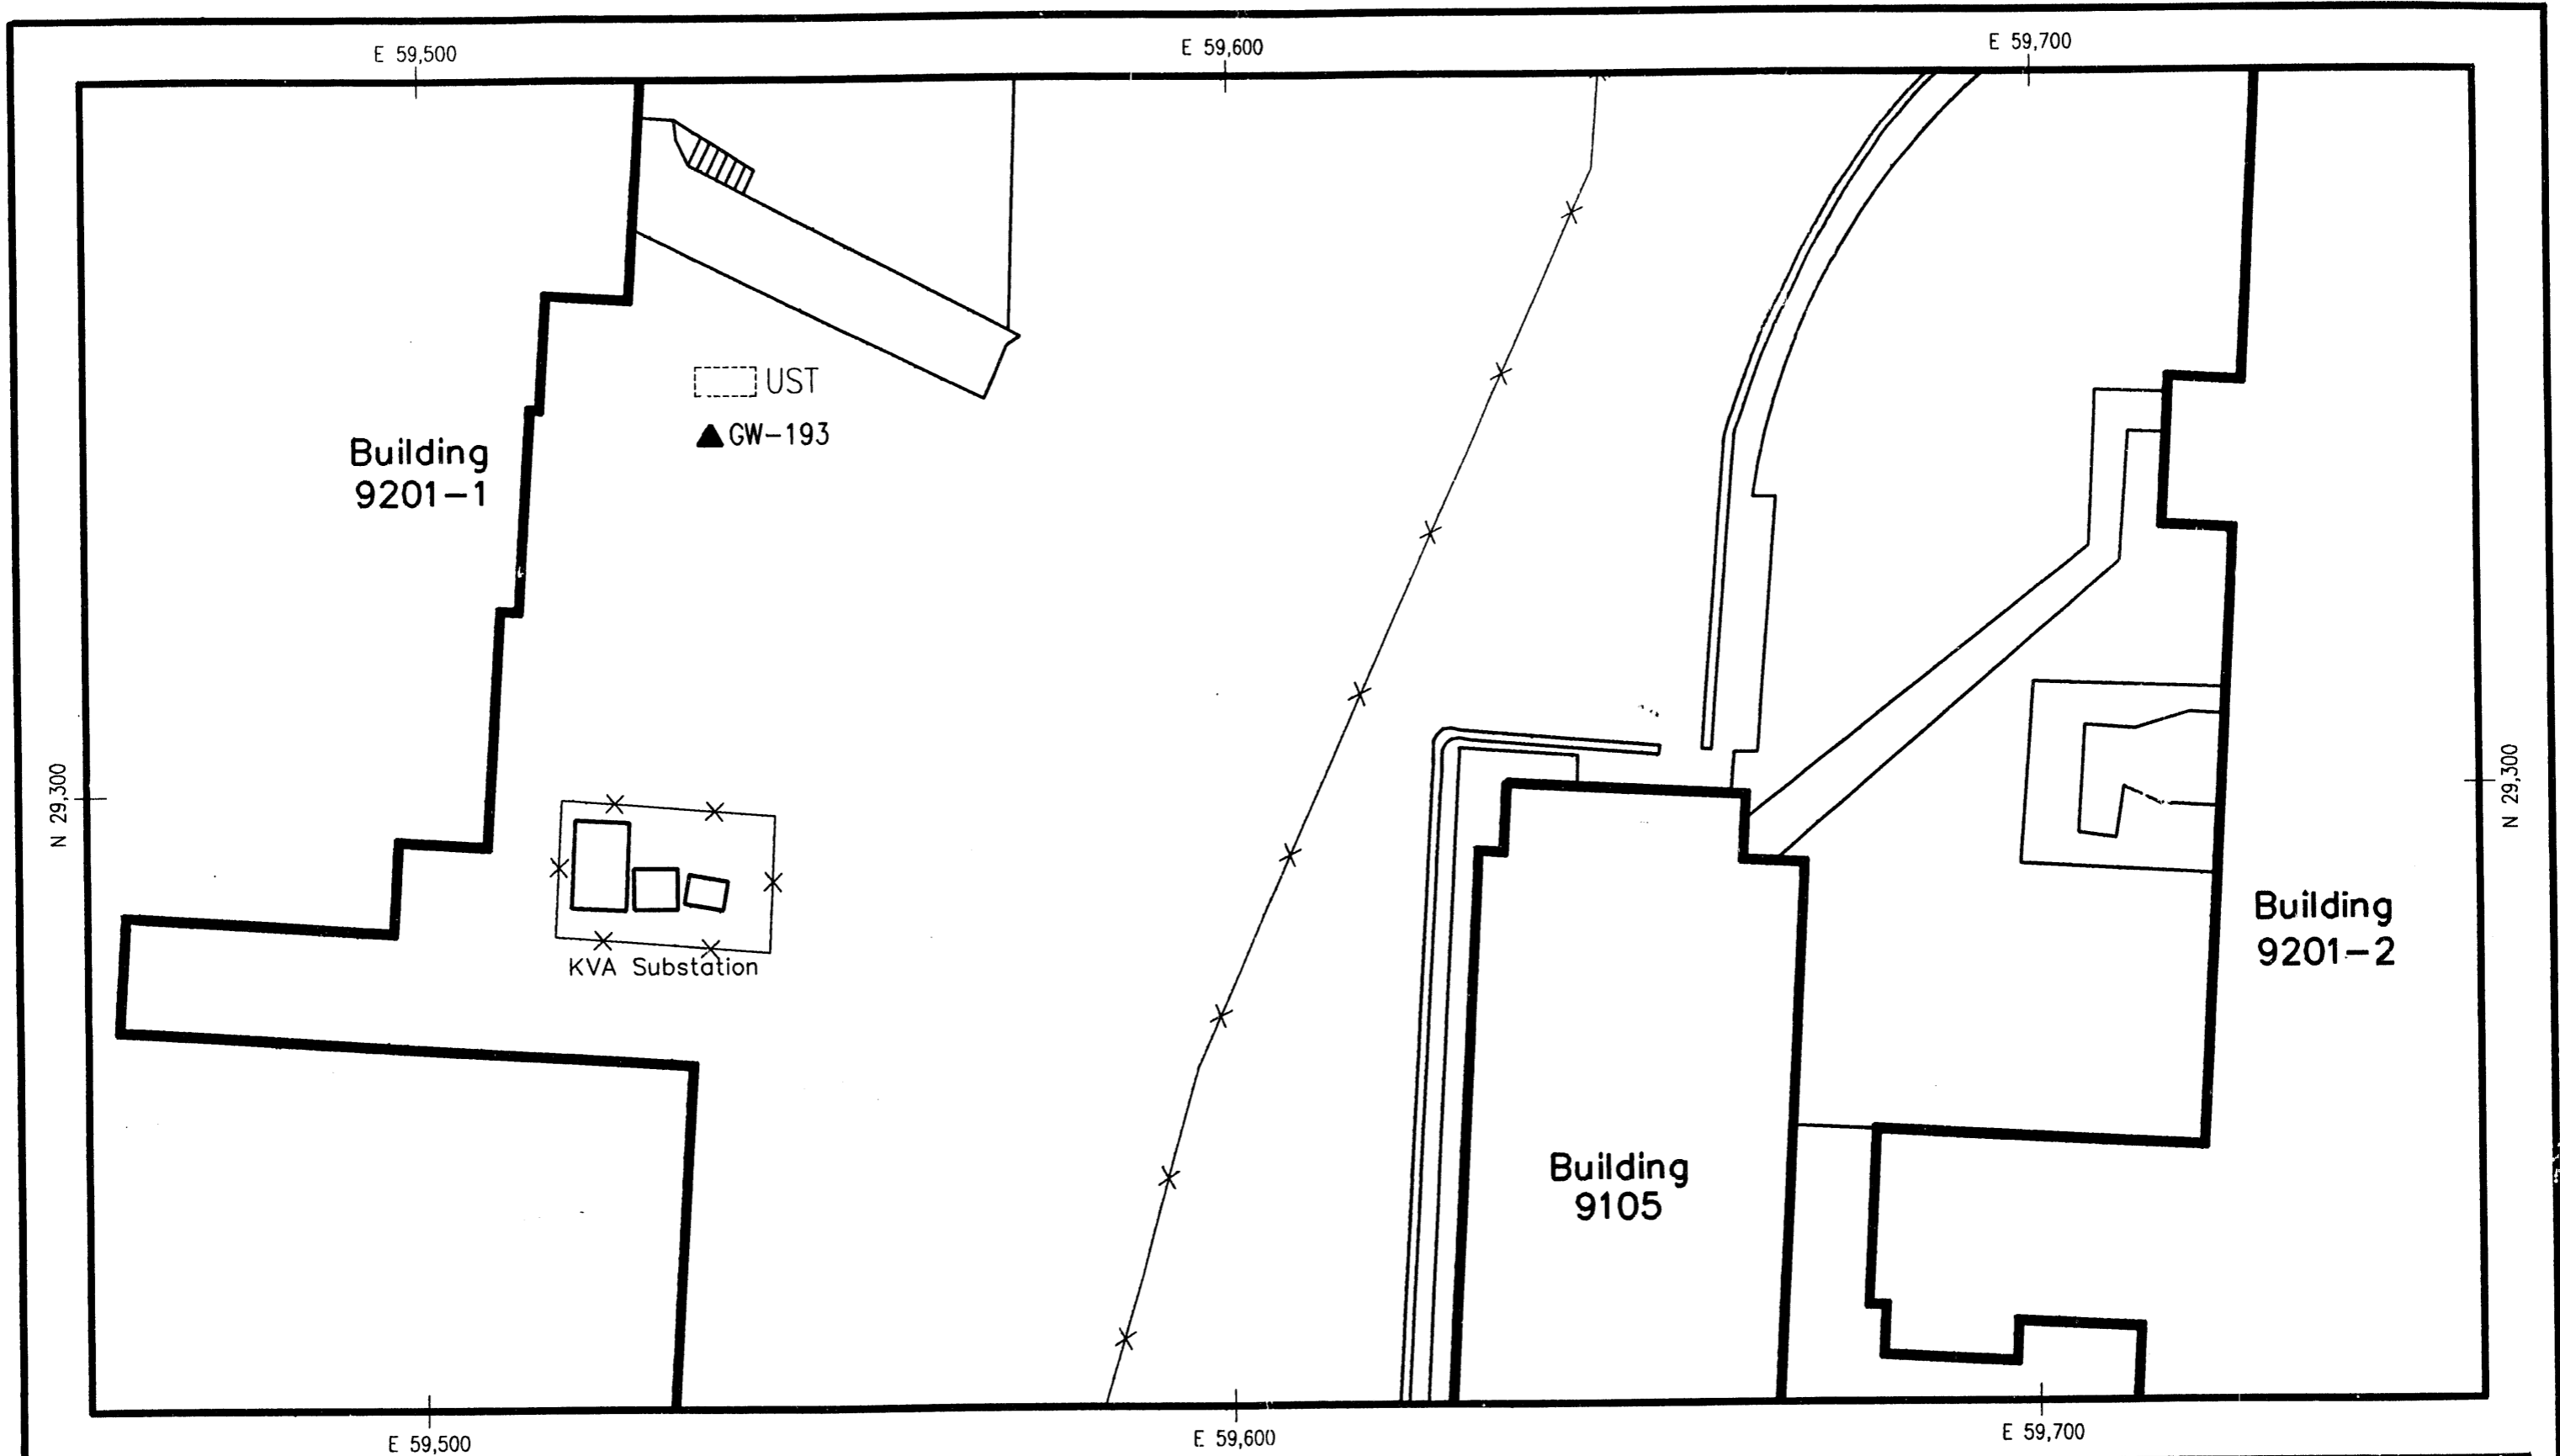 E 59,500
E 59,600
E 59,700
UST
GW-193
Building
9201-1
N 29,300
N 29,300
KVA Substation
Building
9201-2
Building
9105
E 59,500
E 59,600
E 59,700